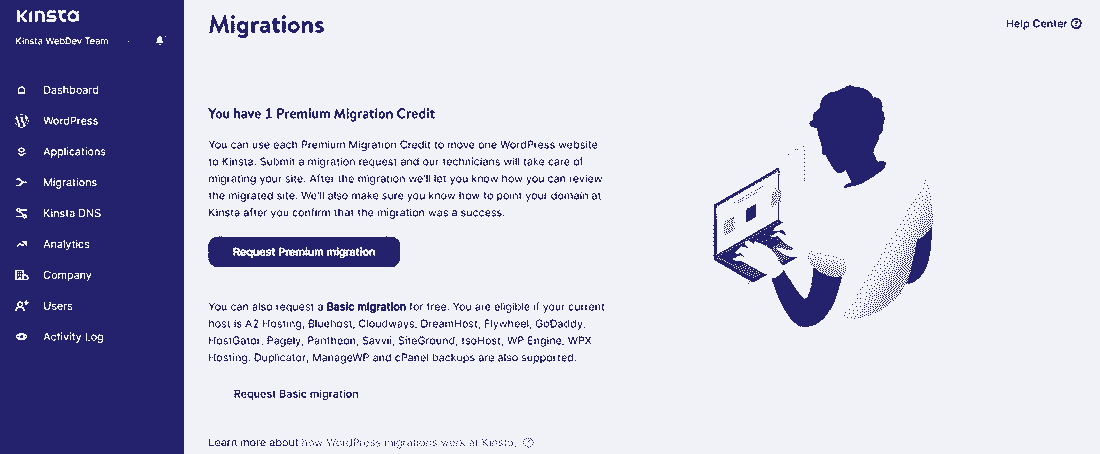 Kinsta
Kinsta WebDev Team
Dashboard
WordPress
Applications
Migrations
Kinsta DNS
Analytics
Company
Users
Activity Log
Migrations
Help Center
You have 1 Premium Migration Credit
You can use each Premium Migration Credit to move one WordPress website
to Kinsta. Submit a migration request and our technicians will take care of
migrating your site. After the migration we'll let you know how you can review
the migrated site. We'll also make sure you know how to point your domain at
Kinsta after you confirm that the migration was a success.
Request Premium migration
You can also request a Basic migration for free. You are eligible if your current
host is A2 Hosting, Bluehost, Cloudways, DreamHost, Flywheel, GoDaddy,
HostGator, Pagely, Pantheon, Savvii, SiteGround, tsoHost, WP Engine, WPX
Hosting. Duplicator, ManageWP and cPanel backups are also supported.
Request Basic migration
Learn more about how WordPress migrations work at Kinsta.